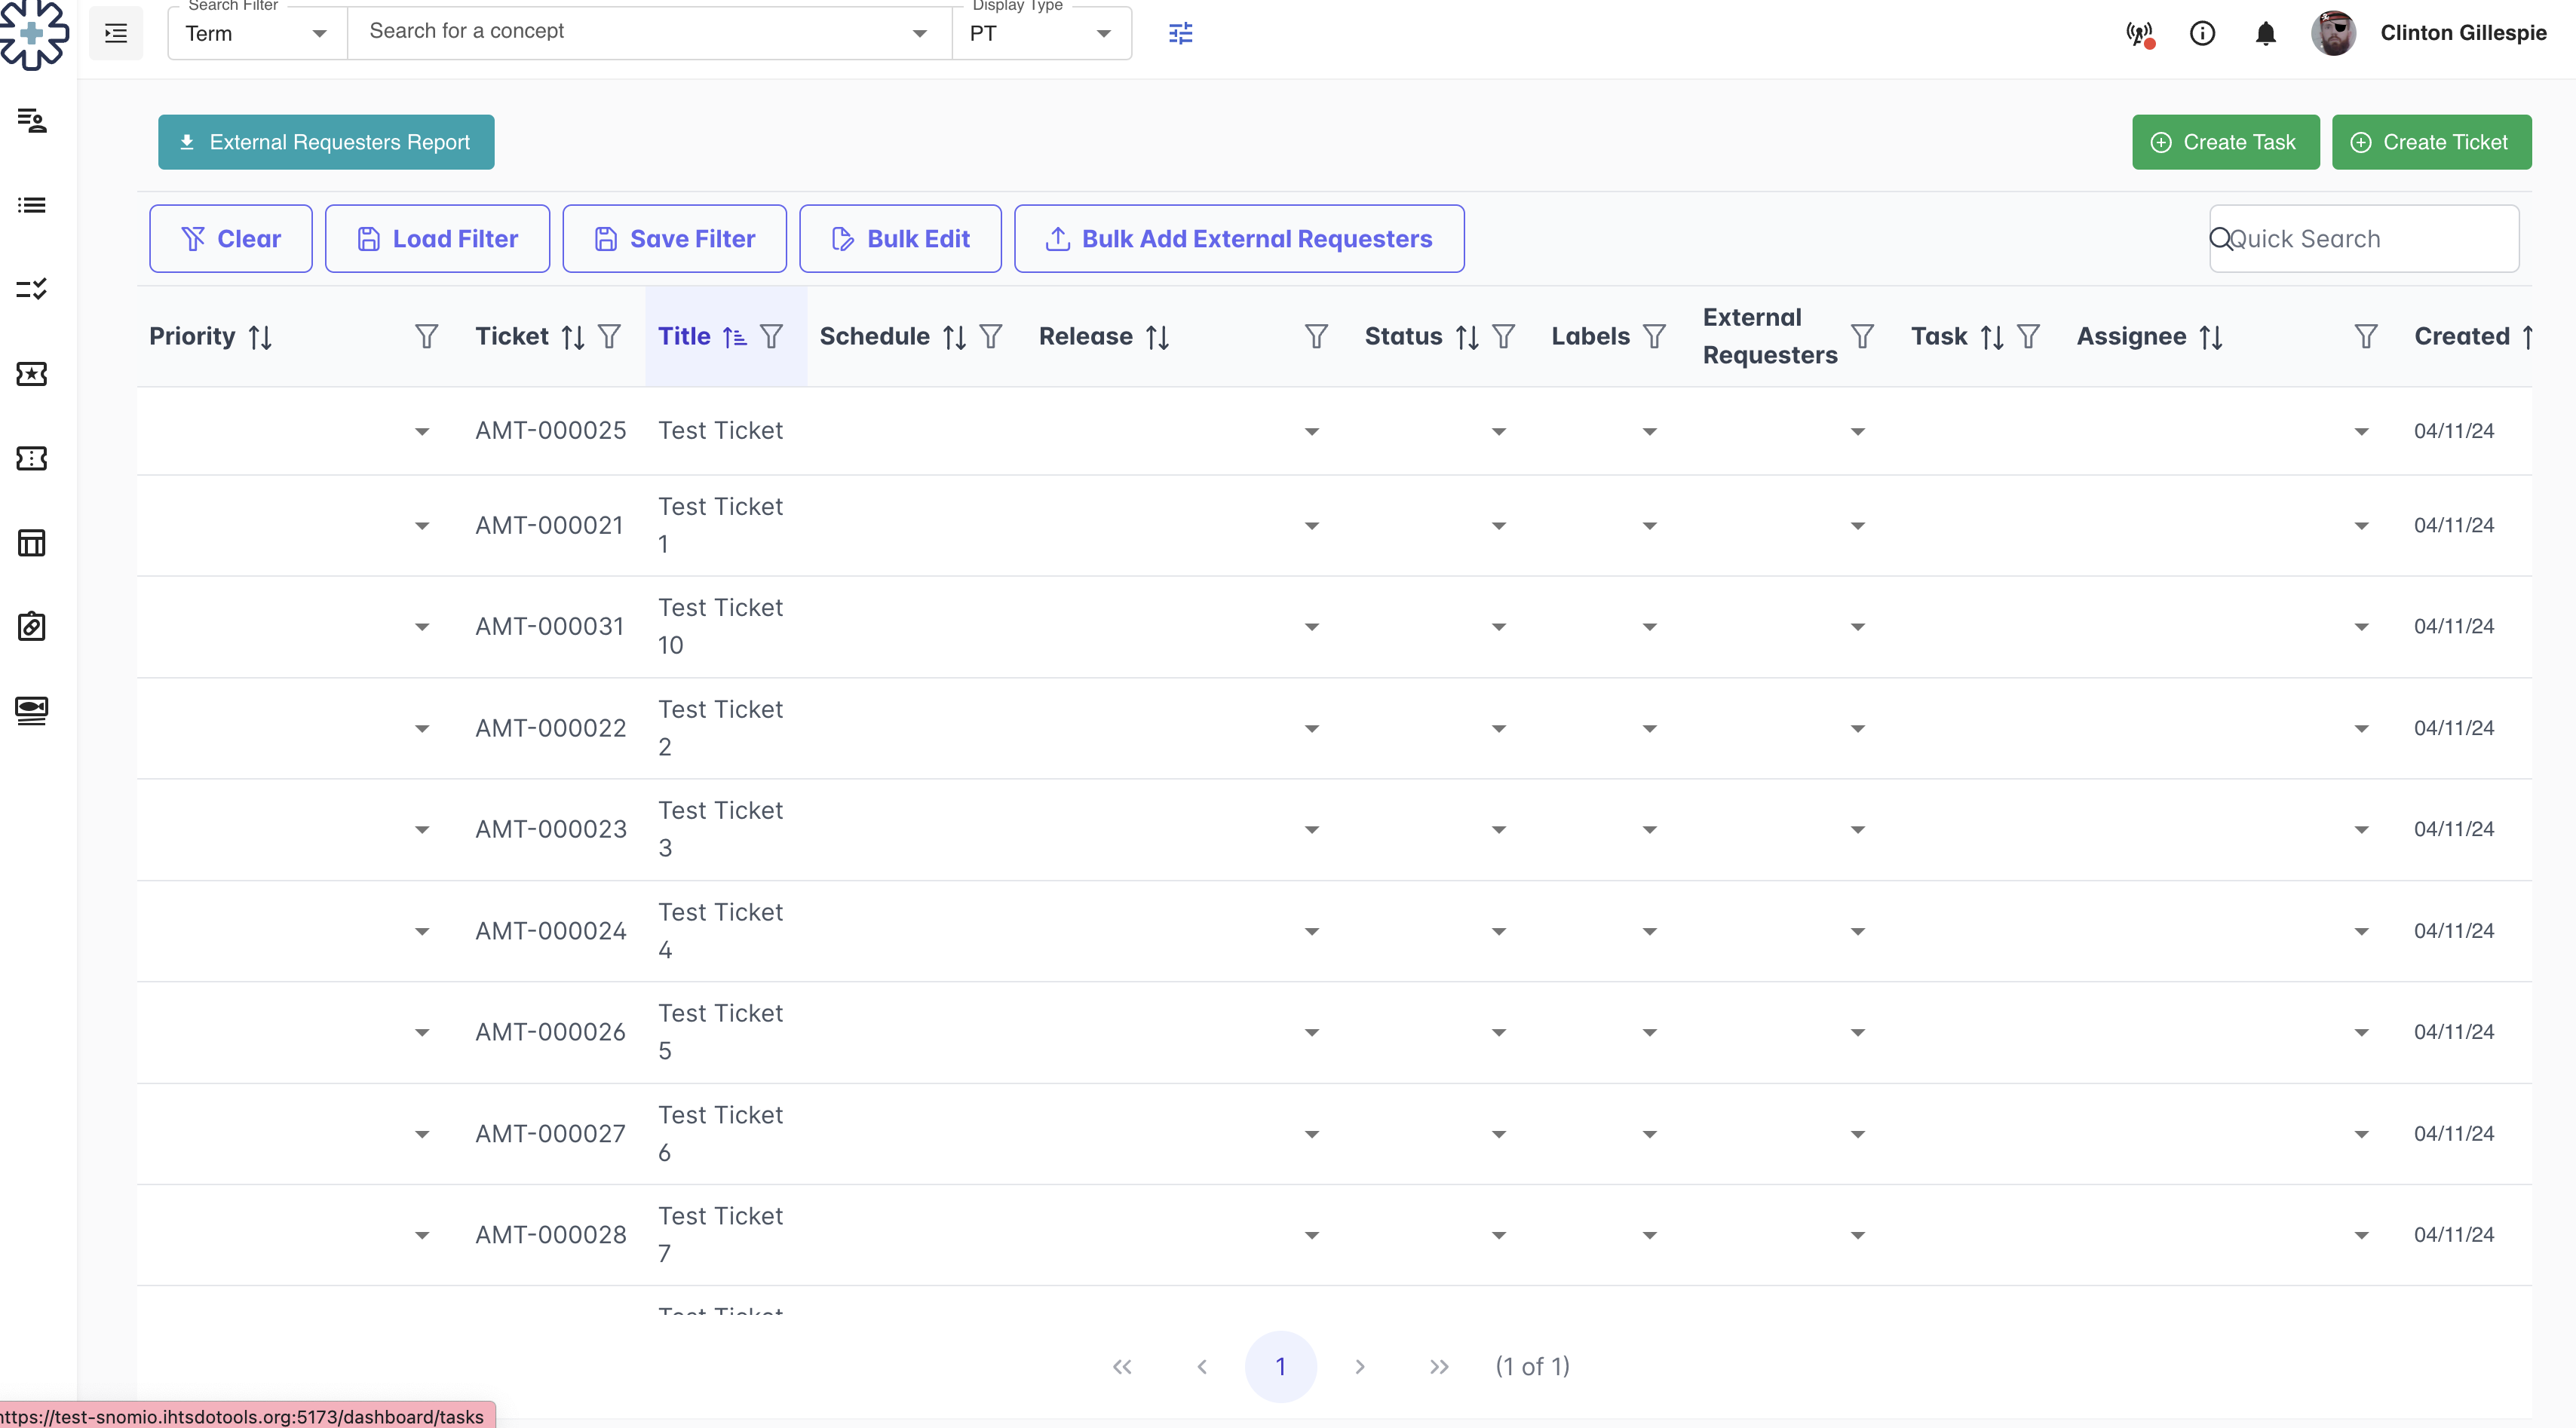 Search Filter
Display Type
Term
Search for a concept
PT
Clinton Gillespie
External Requesters Report
Create Task
Create Ticket
Clear
Load Filter
Save Filter
Bulk Edit
Bulk Add External Requesters
Quick Search
Priority
Ticket
Title
Schedule
Release
Status
Labels
External
Requesters
Task
Assignee
Created
AMT-000025
Test Ticket
04/11/24
AMT-000021
Test Ticket
1
04/11/24
AMT-000031
Test Ticket
10
04/11/24
AMT-000022
Test Ticket
2
04/11/24
AMT-000023
Test Ticket
3
04/11/24
AMT-000024
Test Ticket
4
04/11/24
AMT-000026
Test Ticket
5
04/11/24
AMT-000027
Test Ticket
6
04/11/24
AMT-000028
Test Ticket
7
04/11/24
Test Ticket
1
(1 of 1)
https://test-snomio.ihtsdotools.org:5173/dashboard/tasks